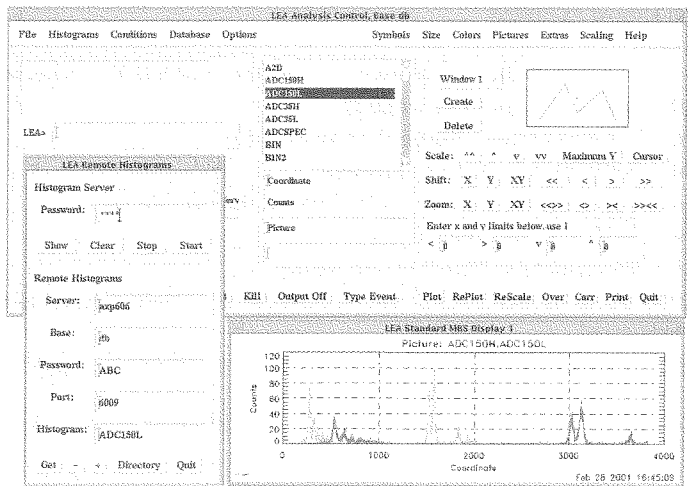 LEA Analysis Control, Base db
File Histograms Conditions Database Options Symbols Size Colors Pictures Extras Scaling Help
A2D
ADC150H
ADC150L
ADC35H
ADC35L
ADCSPEC
BIN
BIN2
Window 1
Create
Delete
LEA>
Coordinate
Counts
Picture
Scale: ^^ ^ v vv Maximum Y Cursor
Shift: X Y XY << < > >>
Zoom: X Y XY <<>> <> >< >><<
Enter x and y limits below, use 1
< 0 > 0 v 0 ^ 0
Kill Output Off Type Event Plot RePlot ReScale Over Curr Print Quit
LEA Remote Histograms
Histogram Server
Password: ****
Show Clear Stop Start
Remote Histograms
Server: axp606
Base: db
Password: ABC
Port: 6009
Histogram: ADC150L
Get - + Directory Quit
LEA Standard MBS Display 1
Picture: ADC150H,ADC150L
Counts
120
100
80
60
40
20
0
0 1000 2000 3000 4000
Coordinate
Feb 28 2001 16:45:09